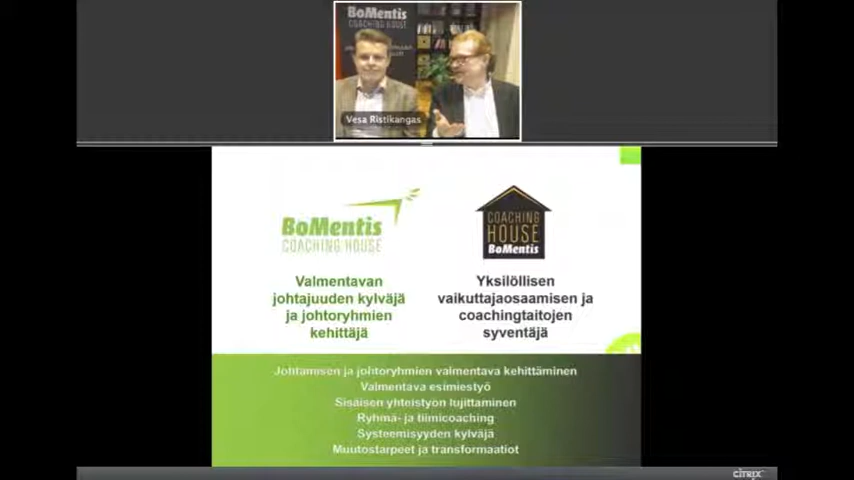 BoMentis
COACHING HOUSE
Vesa Ristikangas
BoMentis
COACHING HOUSE
COACHING
HOUSE
BoMentis
Valmentavan
johtajuuden kylväjä
ja johtoryhmien
kehittäjä
Yksilöllisen
vaikuttajaosaamisen ja
coachingtaitojen
syventäjä
Johtamisen ja johtoryhmien valmentava kehittäminen
Valmentava esimiestyö
Sisäisen yhteistyön lujittaminen
Ryhmä- ja tiimicoaching
Systeemisyyden kylväjä
Muutostarpeet ja transformaatiot
CITRIX